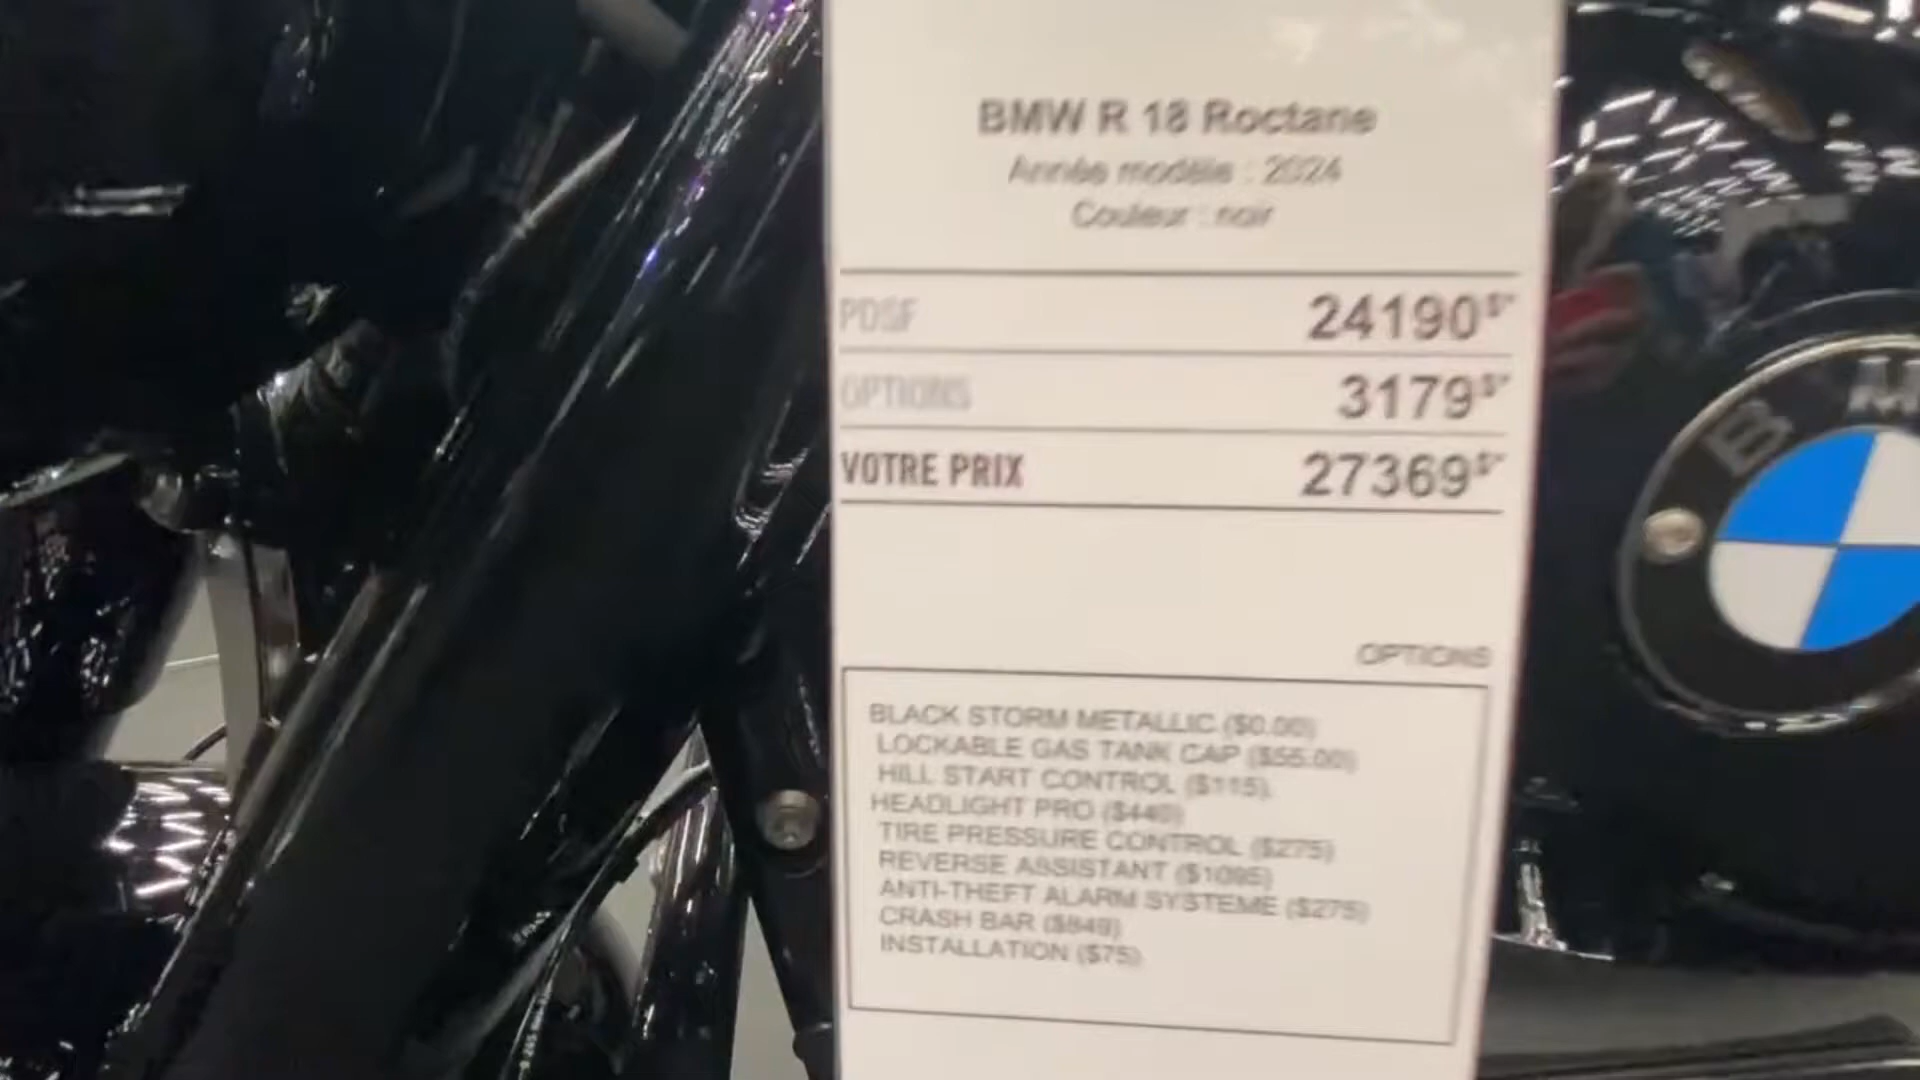 BMW R 18 Roctane
Année modèle : 2024
Couleur : noir
PDSF 24190$*
OPTIONS 3179$*
VOTRE PRIX 27369$*
OPTIONS
BLACK STORM METALLIC ($0.00)
LOCKABLE GAS TANK CAP ($55.00)
HILL START CONTROL ($115)
HEADLIGHT PRO ($440)
TIRE PRESSURE CONTROL ($275)
REVERSE ASSISTANT ($1095)
ANTI-THEFT ALARM SYSTEME ($275)
CRASH BAR ($849)
INSTALLATION ($75)
B M